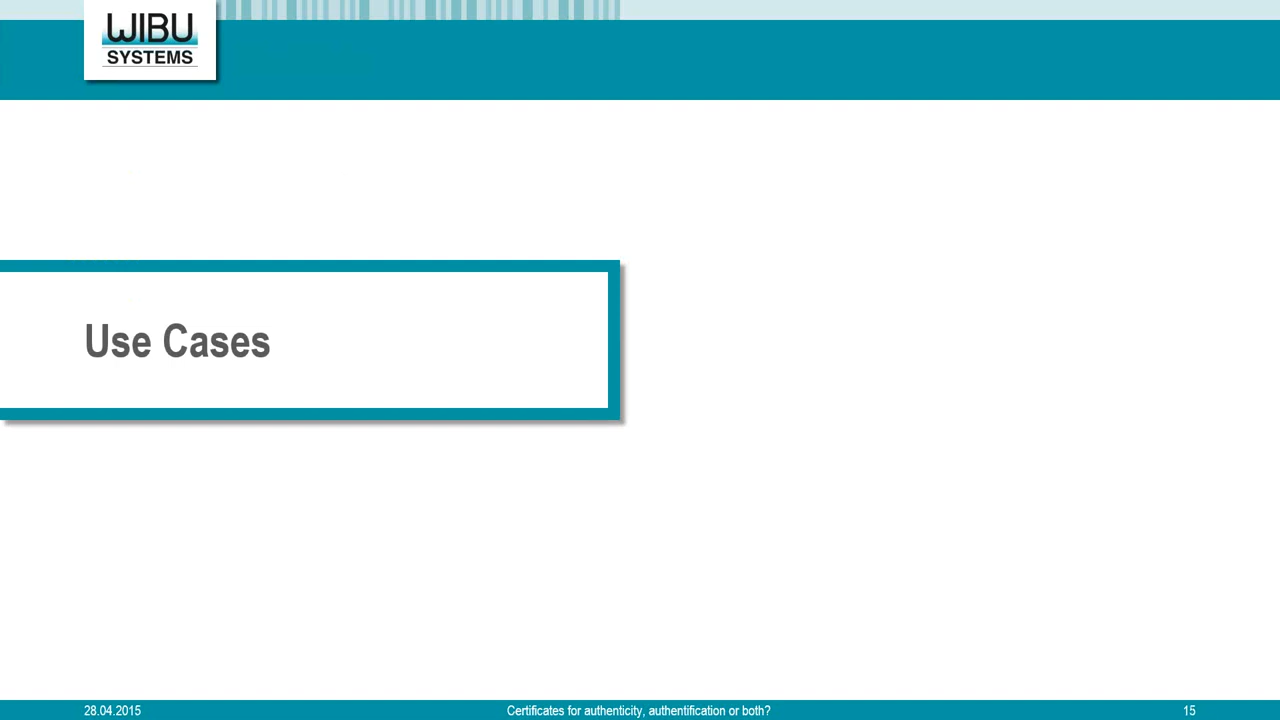 WIBU
SYSTEMS
Use Cases
28.04.2015
Certificates for authenticity, authentification or both?
15